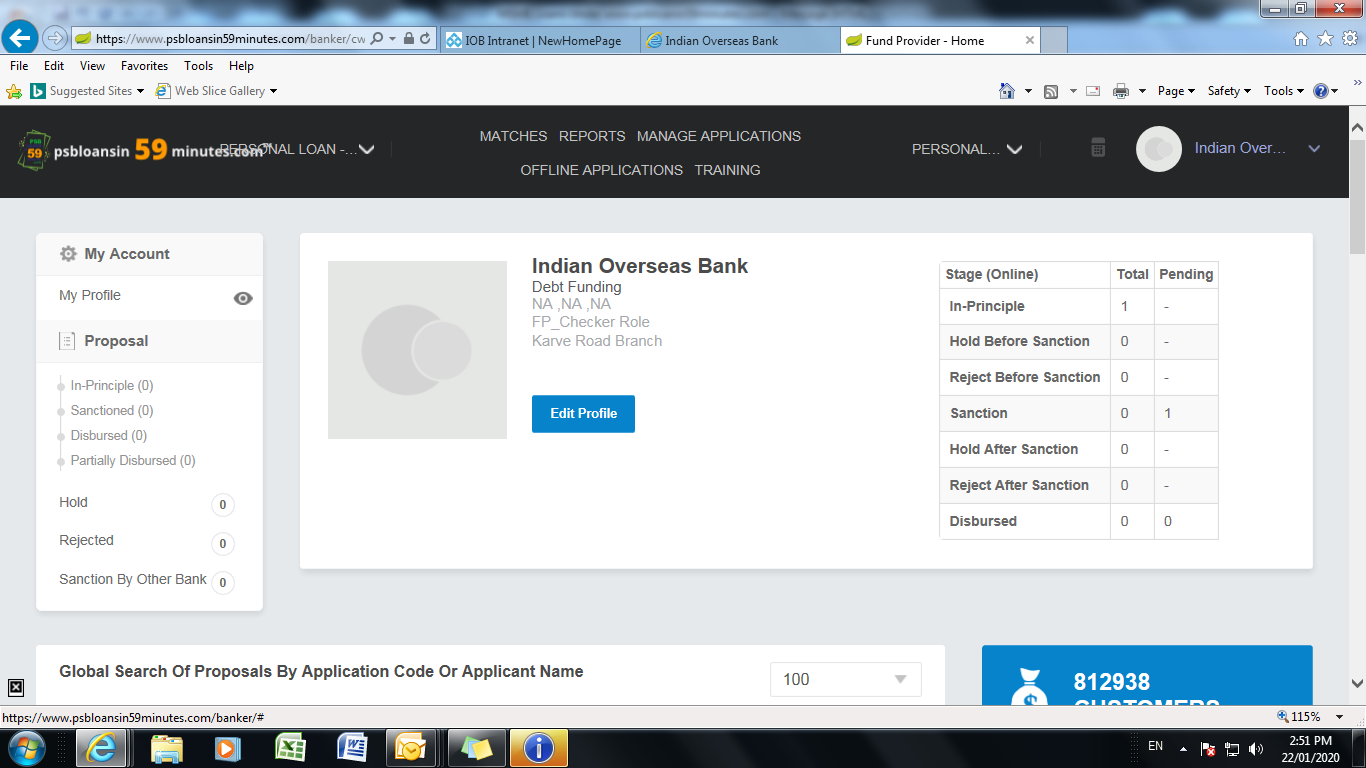 https://www.psbloansin59minutes.com/banker/cw
IOB Intranet | NewHomePage
Indian Overseas Bank
Fund Provider - Home
File Edit View Favorites Tools Help
Suggested Sites
Web Slice Gallery
Page Safety Tools
psbloansin 59 minutes.com
PERSONAL LOAN -...
MATCHES REPORTS MANAGE APPLICATIONS
OFFLINE APPLICATIONS TRAINING
PERSONAL...
Indian Over...
My Account
My Profile
Proposal
In-Principle (0)
Sanctioned (0)
Disbursed (0)
Partially Disbursed (0)
Hold 0
Rejected 0
Sanction By Other Bank 0
Indian Overseas Bank
Debt Funding
NA ,NA ,NA
FP_Checker Role
Karve Road Branch
Edit Profile
Stage (Online) Total Pending
In-Principle 1 -
Hold Before Sanction 0 -
Reject Before Sanction 0 -
Sanction 0 1
Hold After Sanction 0 -
Reject After Sanction 0 -
Disbursed 0 0
Global Search Of Proposals By Application Code Or Applicant Name
100
812938
CUSTOMERS
https://www.psbloansin59minutes.com/banker/#
115%
EN
2:51 PM
22/01/2020